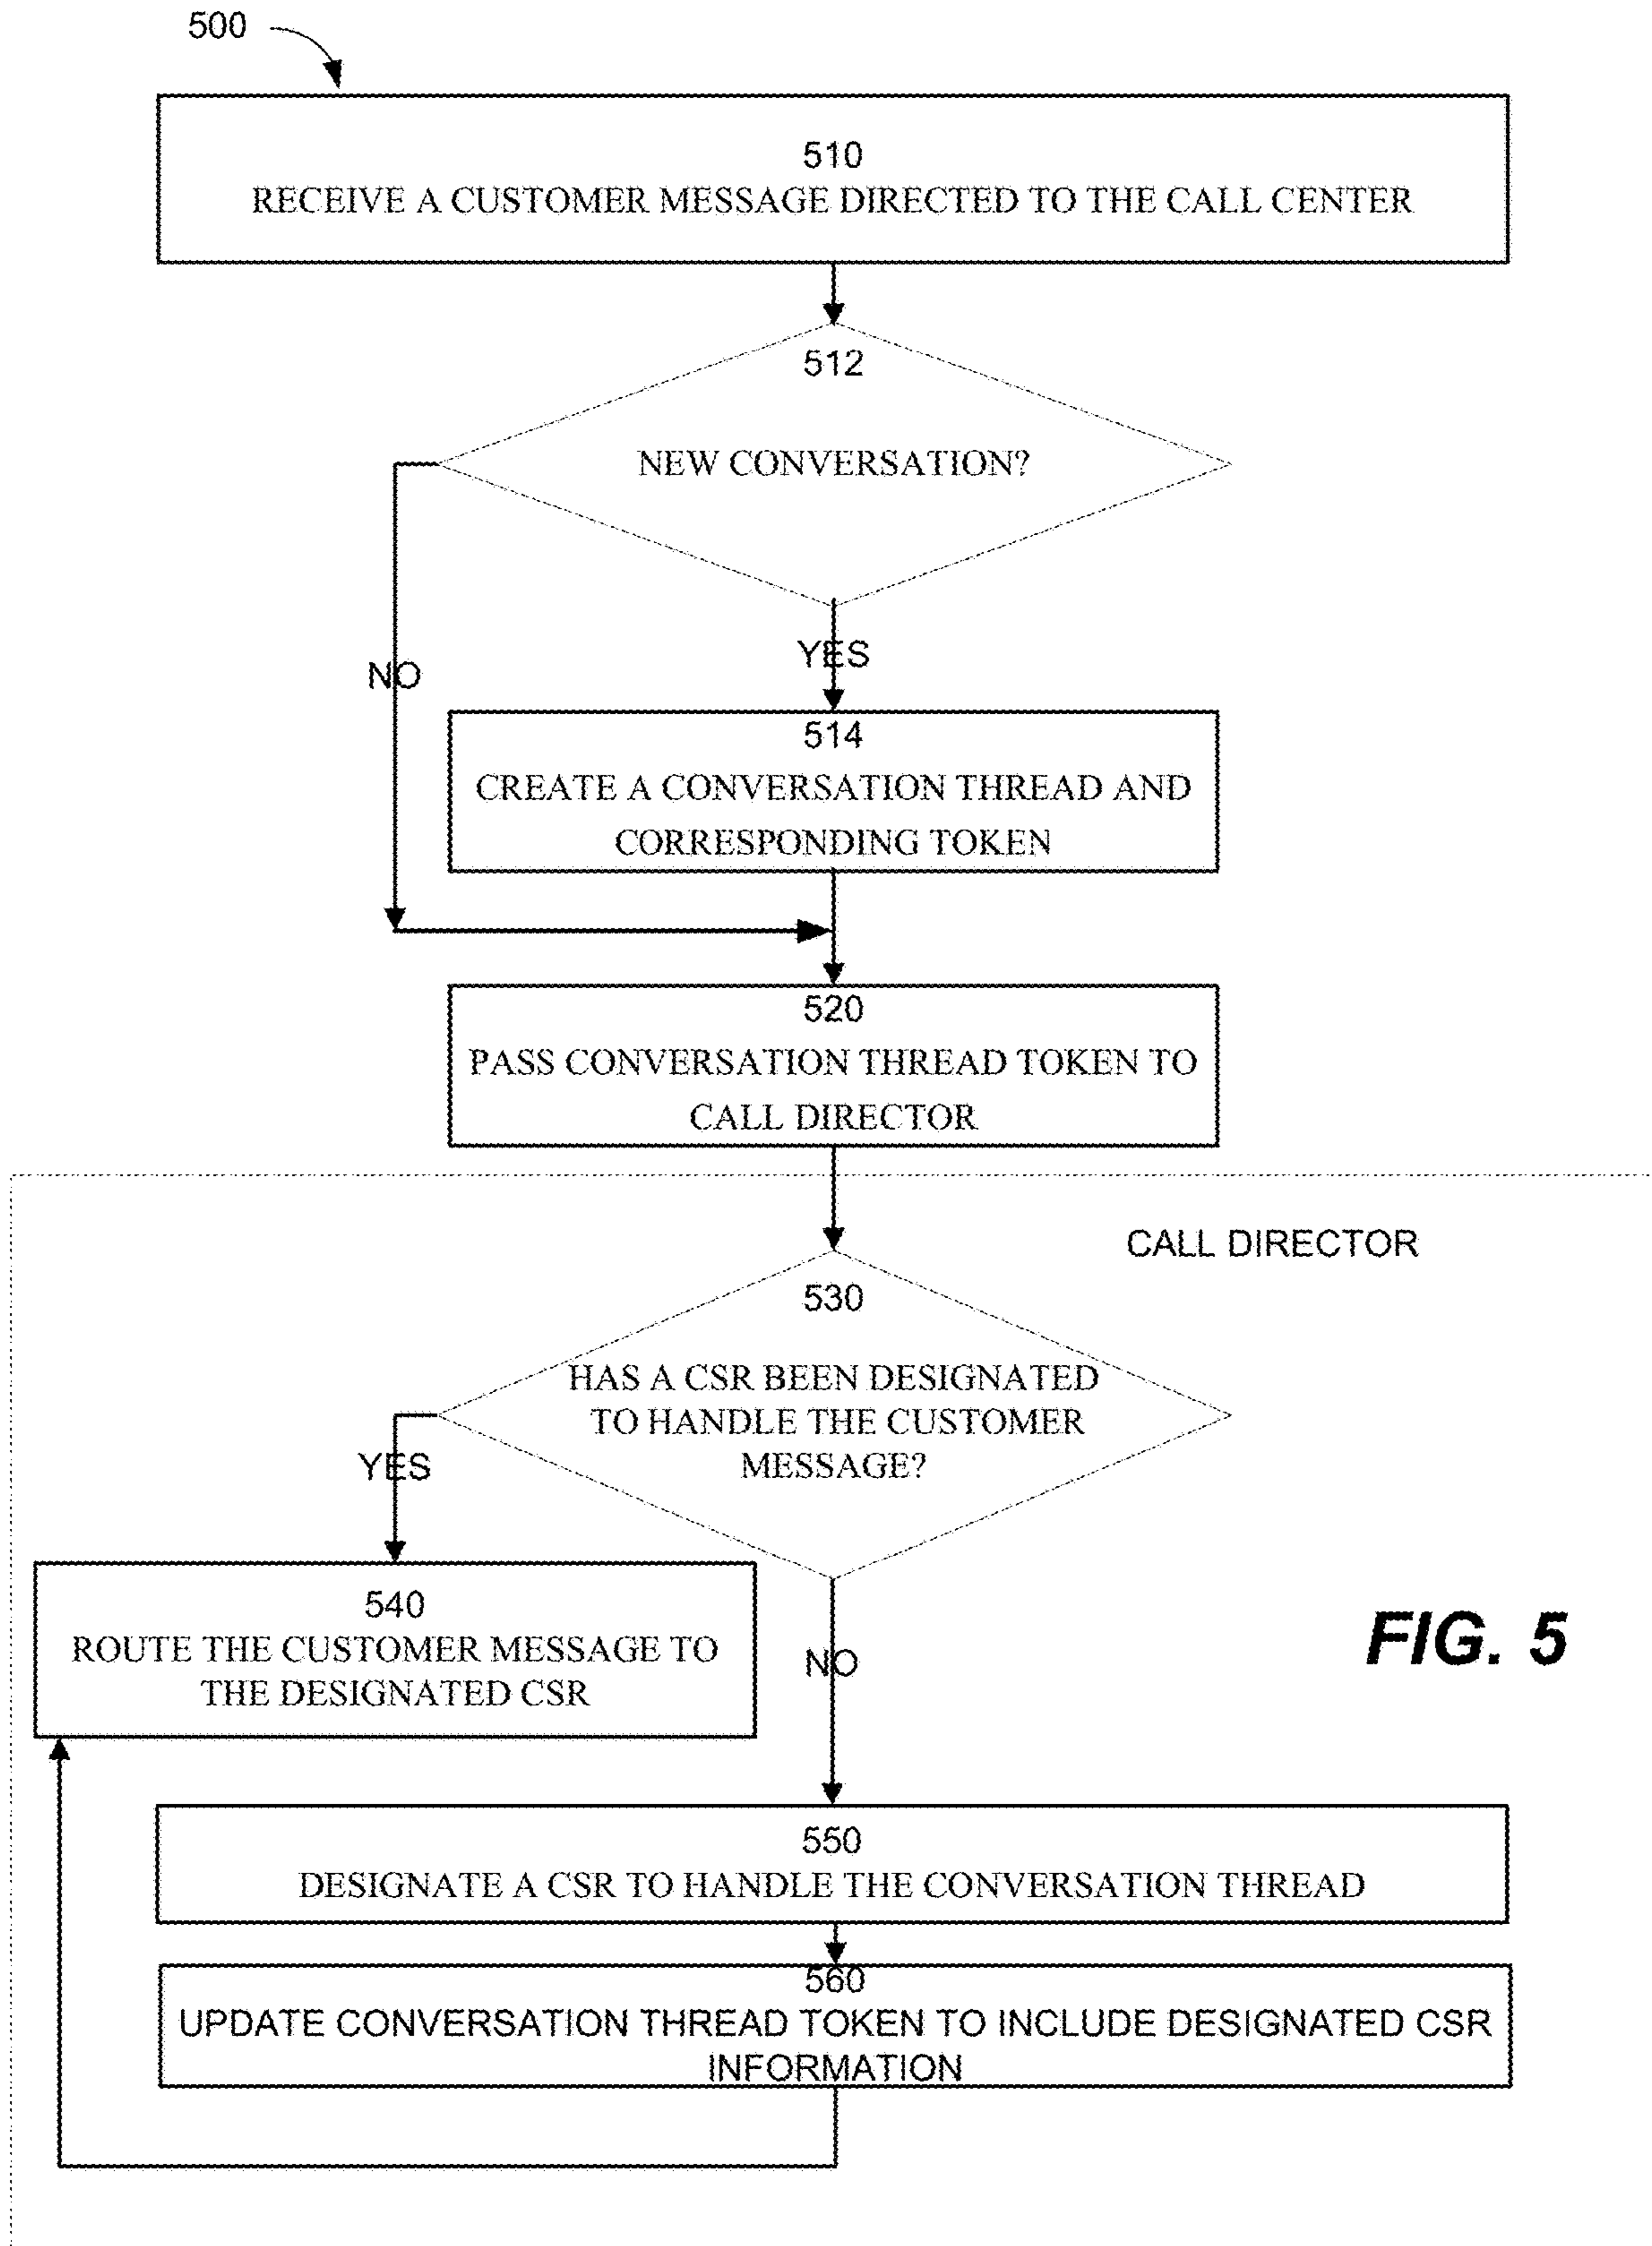 500
510
RECEIVE A CUSTOMER MESSAGE DIRECTED TO THE CALL CENTER
512
NEW CONVERSATION?
YES
NO
514
CREATE A CONVERSATION THREAD AND
CORRESPONDING TOKEN
520
PASS CONVERSATION THREAD TOKEN TO
CALL DIRECTOR
CALL DIRECTOR
530
HAS A CSR BEEN DESIGNATED
TO HANDLE THE CUSTOMER
MESSAGE?
YES
540
ROUTE THE CUSTOMER MESSAGE TO
THE DESIGNATED CSR
NO
FIG. 5
550
DESIGNATE A CSR TO HANDLE THE CONVERSATION THREAD
560
UPDATE CONVERSATION THREAD TOKEN TO INCLUDE DESIGNATED CSR
INFORMATION